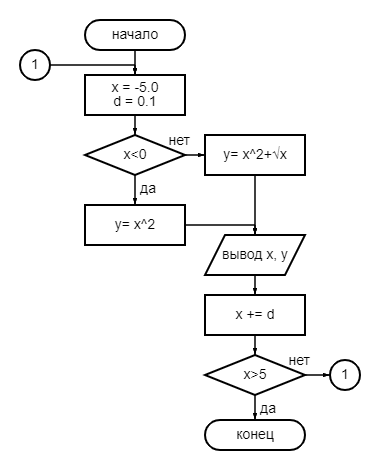 начало
1
x = -5.0
d = 0.1
x<0
нет
y= x^2+√x
да
y= x^2
вывод x, y
x += d
x>5
нет
1
да
конец